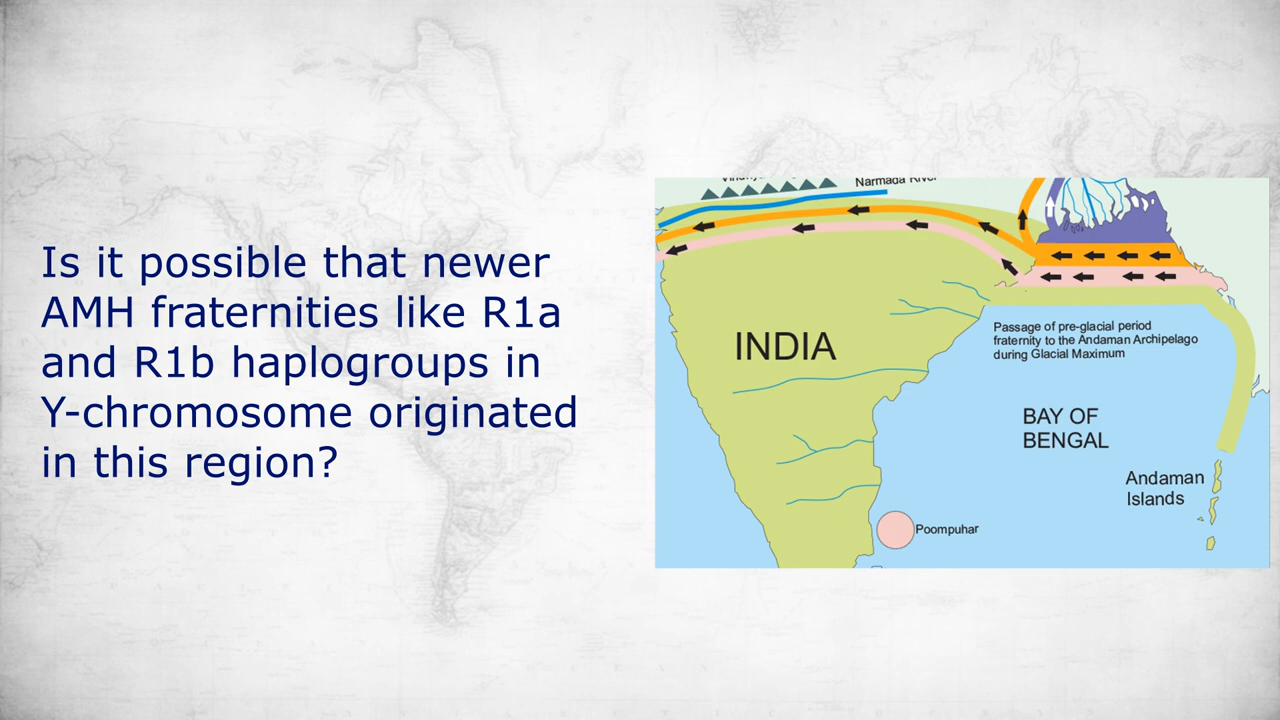 Is it possible that newer
AMH fraternities like R1a
and R1b haplogroups in
Y-chromosome originated
in this region?
Narmada River
INDIA
Passage of pre-glacial period
fraternity to the Andaman Archipelago
during Glacial Maximum
BAY OF
BENGAL
Andaman
Islands
Poompuhar